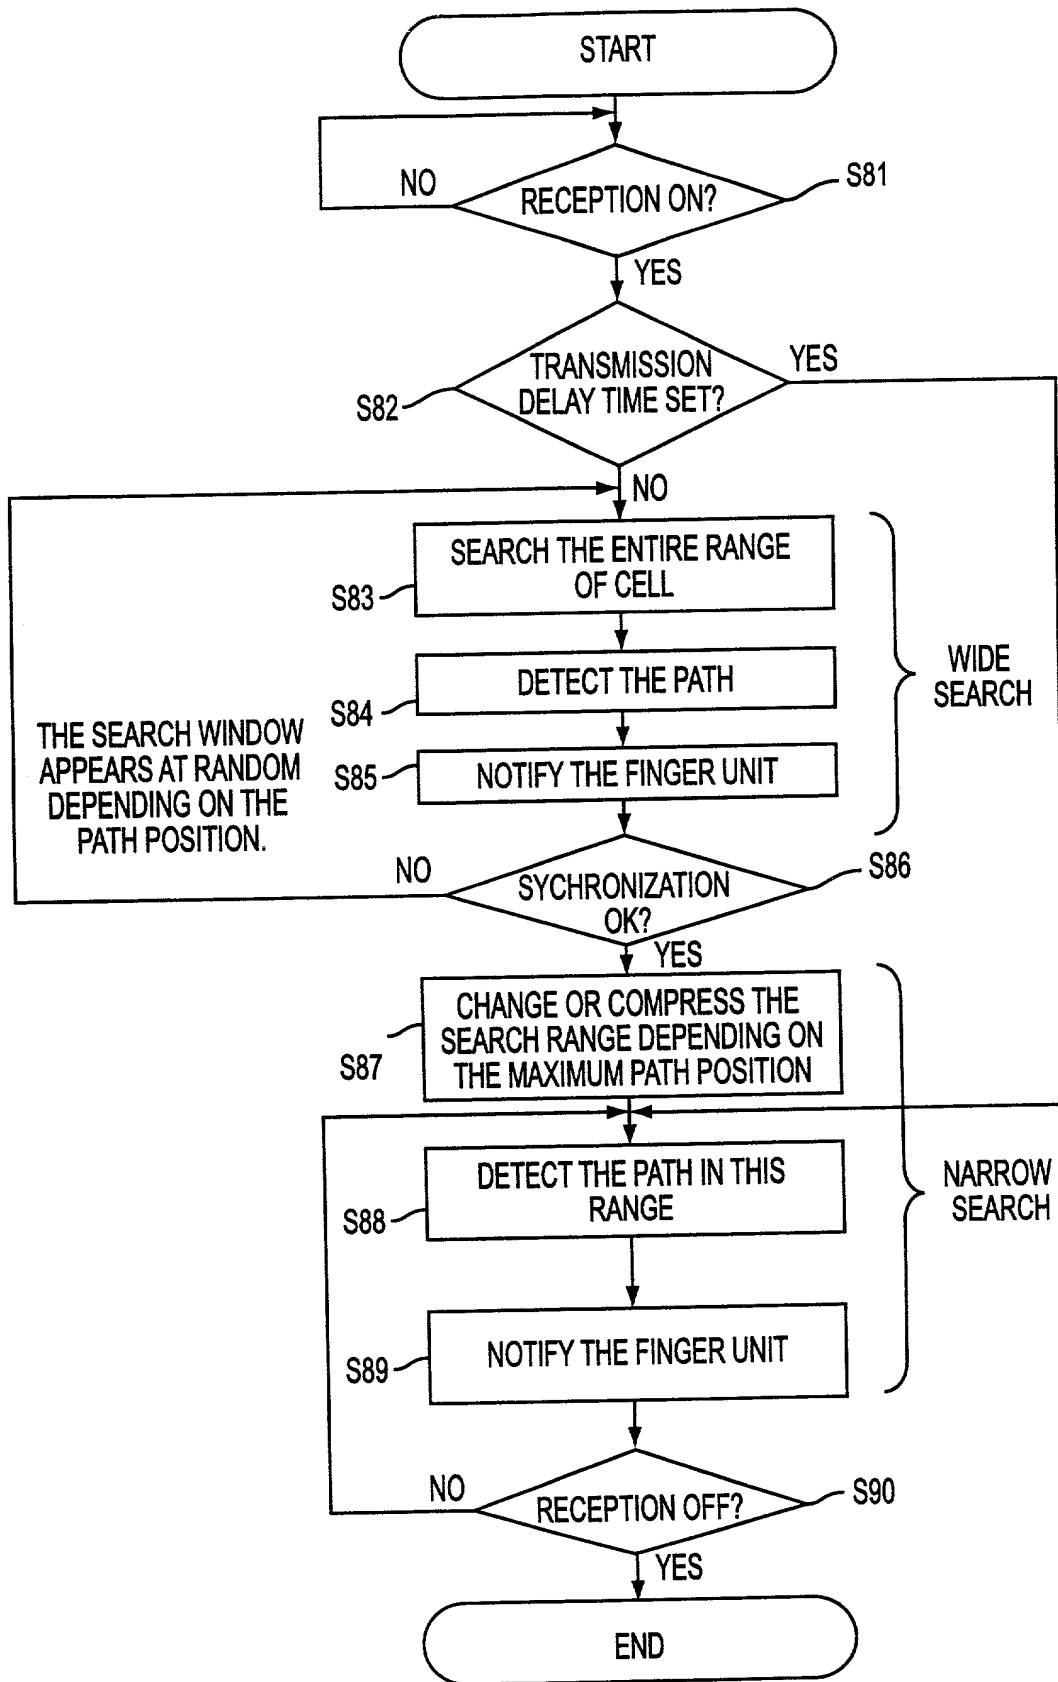 START
NO
RECEPTION ON?
S81
YES
TRANSMISSION
DELAY TIME SET?
YES
S82
NO
SEARCH THE ENTIRE RANGE
OF CELL
S83
WIDE
SEARCH
DETECT THE PATH
S84
THE SEARCH WINDOW
APPEARS AT RANDOM
DEPENDING ON THE
PATH POSITION.
NOTIFY THE FINGER UNIT
S85
NO
SYCHRONIZATION
OK?
S86
YES
CHANGE OR COMPRESS THE
SEARCH RANGE DEPENDING ON
THE MAXIMUM PATH POSITION
S87
DETECT THE PATH IN THIS
RANGE
S88
NARROW
SEARCH
NOTIFY THE FINGER UNIT
S89
NO
RECEPTION OFF?
S90
YES
END